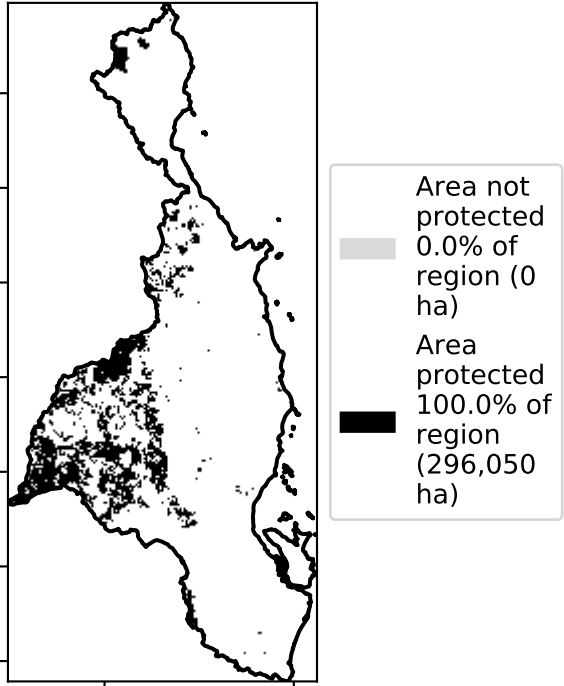 Area not
protected
0.0% of
region (0
ha)
Area
protected
100.0% of
region
(296,050
ha)